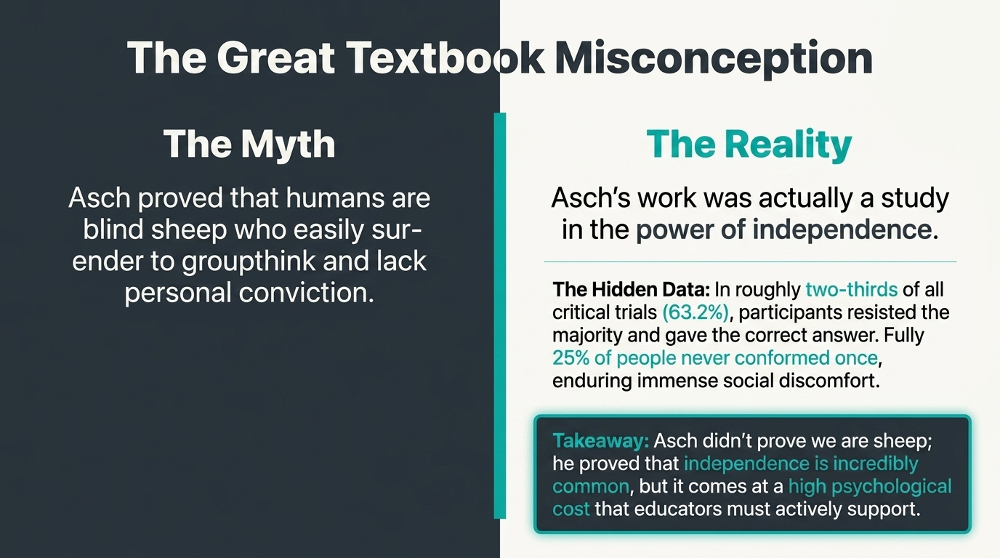 The Great Textbook Misconception
The Myth
Asch proved that humans are
blind sheep who easily sur-
ender to groupthink and lack
personal conviction.
The Reality
Asch’s work was actually a study
in the power of independence.
The Hidden Data: In roughly two-thirds of all
critical trials (63.2%), participants resisted the
majority and gave the correct answer. Fully
25% of people never conformed once,
enduring immense social discomfort.
Takeaway: Asch didn’t prove we are sheep;
he proved that independence is incredibly
common, but it comes at a high psychological
cost that educators must actively support.